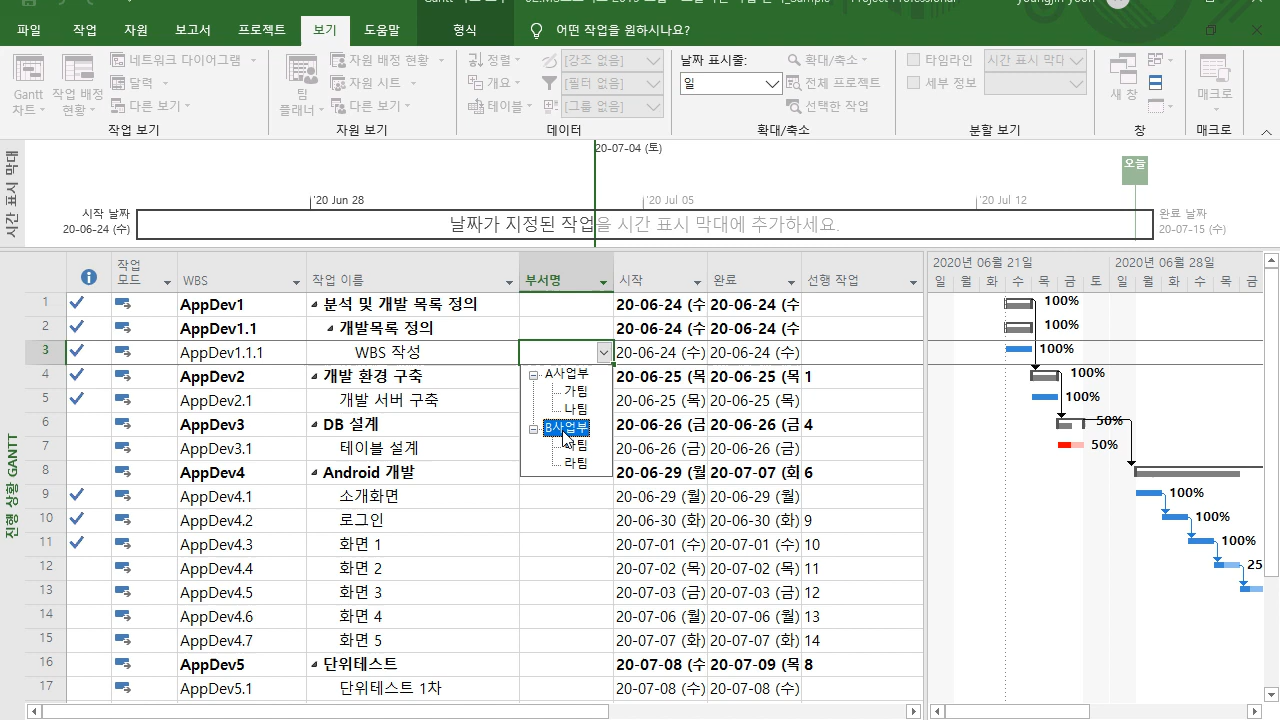 Project Professional
파일 작업 자원 보고서 프로젝트 보기 도움말 형식 어떤 작업을 원하시나요?
네트워크 다이어그램 자원 배정 현황 정렬 [강조 없음] 날짜 표시줄: 확대/축소 타임라인 시간 표시 막대
Gantt 차트 작업 배정 현황 달력 팀 플래너 자원 시트 개요 [필터 없음] 일 전체 프로젝트 세부 정보 새 창 매크로
다른 보기 다른 보기 테이블 [그룹 없음] 선택한 작업
작업 보기 자원 보기 데이터 확대/축소 분할 보기 창 매크로
시간 표시 막대
20-07-04 (토)
오늘
'20 Jun 28 '20 Jul 05 '20 Jul 12
시작 날짜 완료 날짜
20-06-24 (수) 날짜가 지정된 작업을 시간 표시 막대에 추가하세요. 20-07-15 (수)
진행 상황 GANTT
작업 모드 WBS 작업 이름 부서명 시작 완료 선행 작업
2020년 06월 21일 2020년 06월 28일
일 월 화 수 목 금 토 일 월 화 수 목 금
1 AppDev1 분석 및 개발 목록 정의 20-06-24 (수 20-06-24 (수 100%
2 AppDev1.1 개발목록 정의 20-06-24 (수 20-06-24 (수 100%
3 AppDev1.1.1 WBS 작성 20-06-24 (수) 20-06-24 (수) 100%
A사업부
가팀
나팀
B사업부
라팀
4 AppDev2 개발 환경 구축 20-06-25 (목 20-06-25 (목 1 100%
5 AppDev2.1 개발 서버 구축 20-06-25 (목) 20-06-25 (목) 100%
6 AppDev3 DB 설계 20-06-26 (금 20-06-26 (금 4 50%
7 AppDev3.1 테이블 설계 20-06-26 (금) 20-06-26 (금) 50%
8 AppDev4 Android 개발 20-06-29 (월 20-07-07 (화 6
9 AppDev4.1 소개화면 20-06-29 (월) 20-06-29 (월) 100%
10 AppDev4.2 로그인 20-06-30 (화) 20-06-30 (화) 9 100%
11 AppDev4.3 화면 1 20-07-01 (수) 20-07-01 (수) 10 100%
12 AppDev4.4 화면 2 20-07-02 (목) 20-07-02 (목) 11 25
13 AppDev4.5 화면 3 20-07-03 (금) 20-07-03 (금) 12
14 AppDev4.6 화면 4 20-07-06 (월) 20-07-06 (월) 13
15 AppDev4.7 화면 5 20-07-07 (화) 20-07-07 (화) 14
16 AppDev5 단위테스트 20-07-08 (수 20-07-09 (목 8
17 AppDev5.1 단위테스트 1차 20-07-08 (수) 20-07-08 (수)